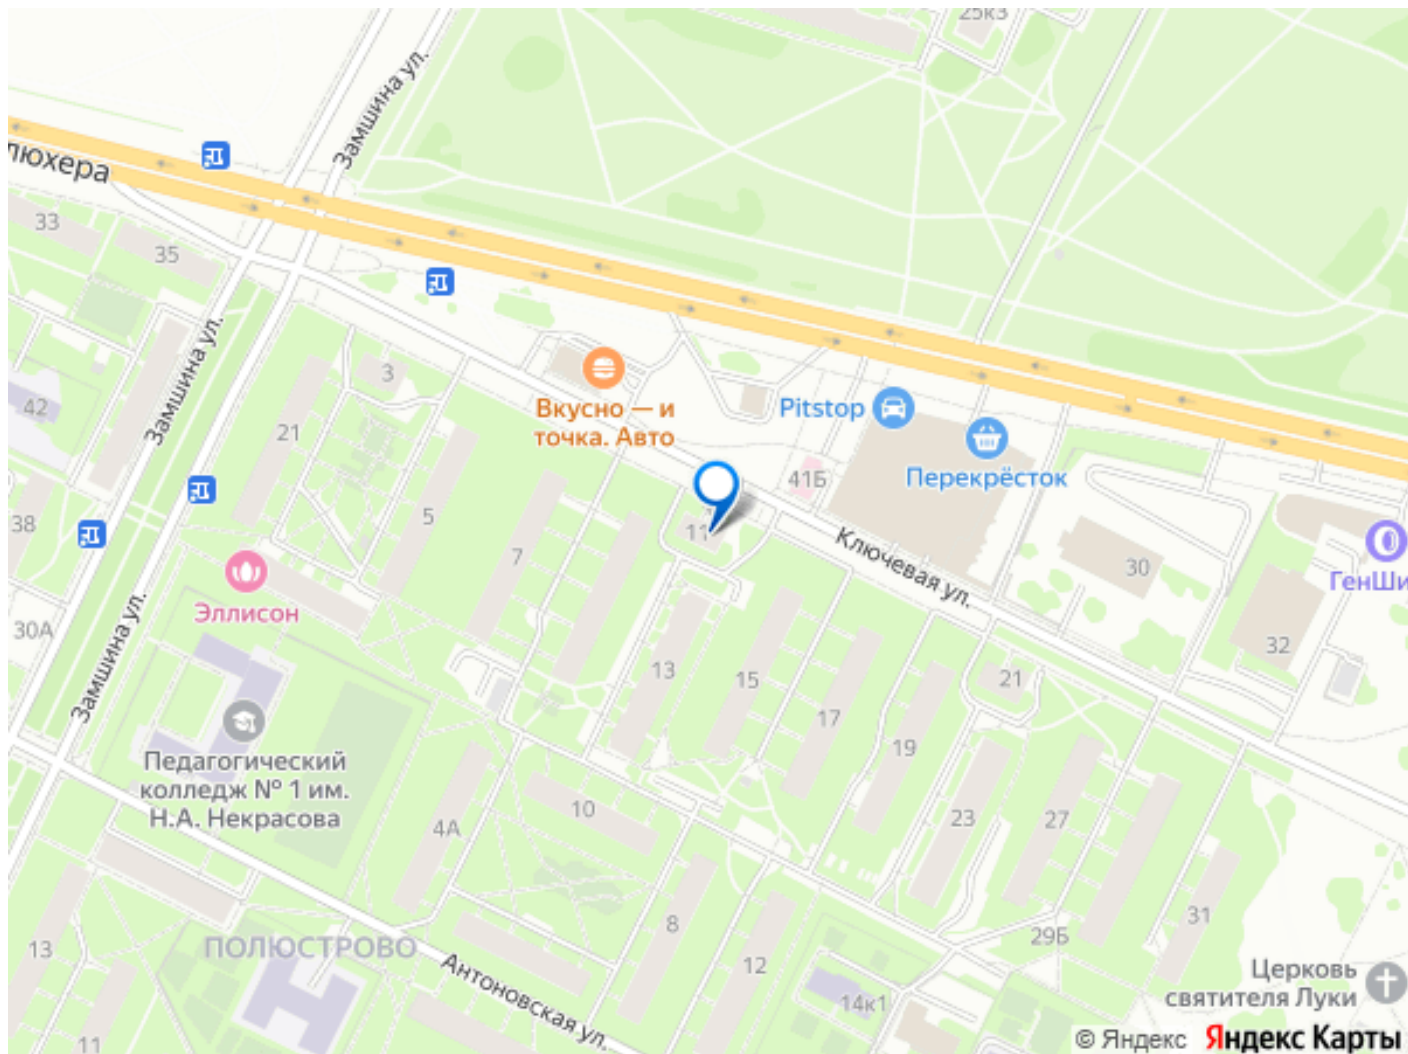 25к3
Замшина ул.
люхера
33
35
3
42
Замшина ул.
21
Вкусно — и
точка. Авто
Pitstop
Перекрёсток
41Б
38
5
7
11
Ключевая ул.
30
ГенШи
Эллисон
30А
Замшина ул.
13
15
17
19
21
32
Педагогический
колледж № 1 им.
Н.А. Некрасова
4А
10
23
27
31
8
12
29Б
ПОЛЮСТРОВО
13
Антоновская ул.
14к1
Церковь
святителя Луки
11
© Яндекс Яндекс Карты